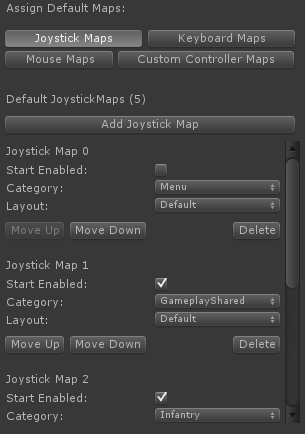 Assign Default Maps:
Joystick Maps Keyboard Maps
Mouse Maps Custom Controller Maps
Default JoystickMaps (5)
Add Joystick Map
Joystick Map 0
Start Enabled:
Category: Menu
Layout: Default
Move Up Move Down Delete
Joystick Map 1
Start Enabled:
Category: GameplayShared
Layout: Default
Move Up Move Down Delete
Joystick Map 2
Start Enabled:
Category: Infantry